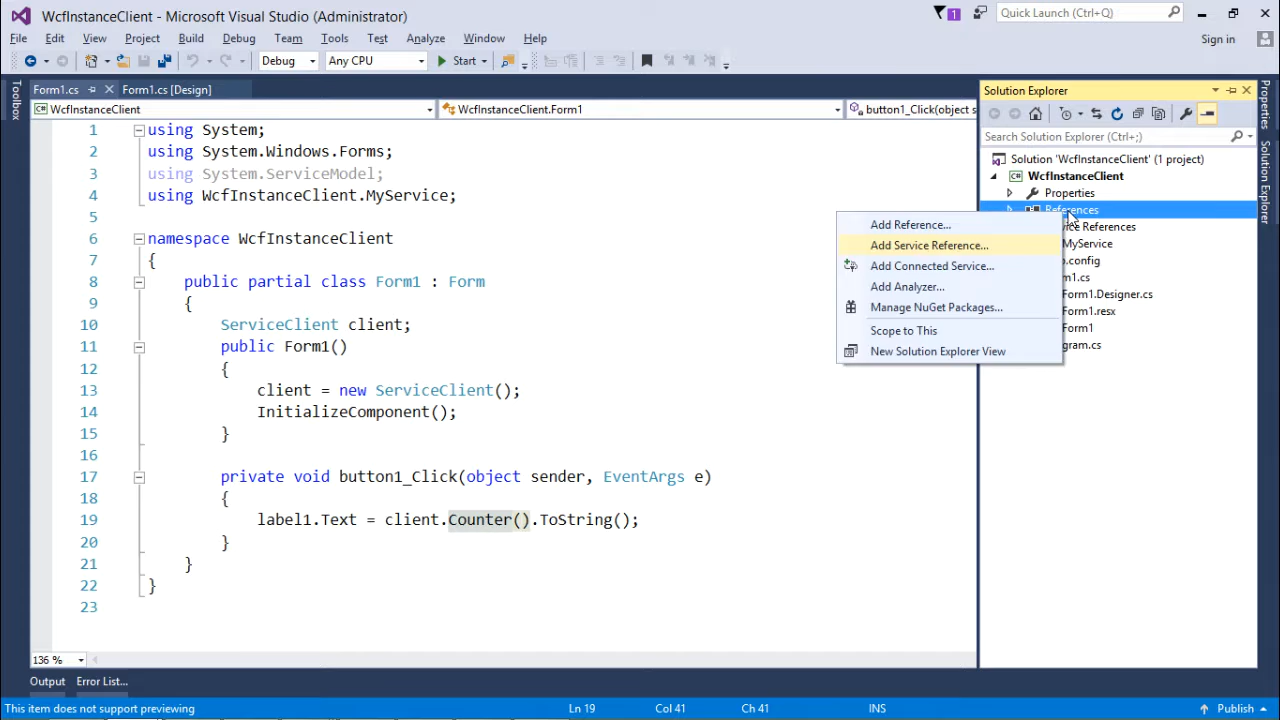 WcfInstanceClient - Microsoft Visual Studio (Administrator)
1
Quick Launch (Ctrl+Q)
File Edit View Project Build Debug Team Tools Test Analyze Window Help
Sign in
Debug Any CPU Start
Toolbox
Form1.cs Form1.cs [Design]
WcfInstanceClient WcfInstanceClient.Form1 button1_Click(object s
1 using System;
2 using System.Windows.Forms;
3 using System.ServiceModel;
4 using WcfInstanceClient.MyService;
5
6 namespace WcfInstanceClient
7 {
8 public partial class Form1 : Form
9 {
10 ServiceClient client;
11 public Form1()
12 {
13 client = new ServiceClient();
14 InitializeComponent();
15 }
16
17 private void button1_Click(object sender, EventArgs e)
18 {
19 label1.Text = client.Counter().ToString();
20 }
21 }
22 }
23
136 %
Solution Explorer
Search Solution Explorer (Ctrl+;)
Solution 'WcfInstanceClient' (1 project)
WcfInstanceClient
Properties
References
ice References
MyService
.config
m1.cs
Form1.Designer.cs
Form1.resx
Form1
gram.cs
Add Reference...
Add Service Reference...
Add Connected Service...
Add Analyzer...
Manage NuGet Packages...
Scope to This
New Solution Explorer View
Properties
Solution Explorer
Output Error List...
This item does not support previewing Ln 19 Col 41 Ch 41 INS Publish